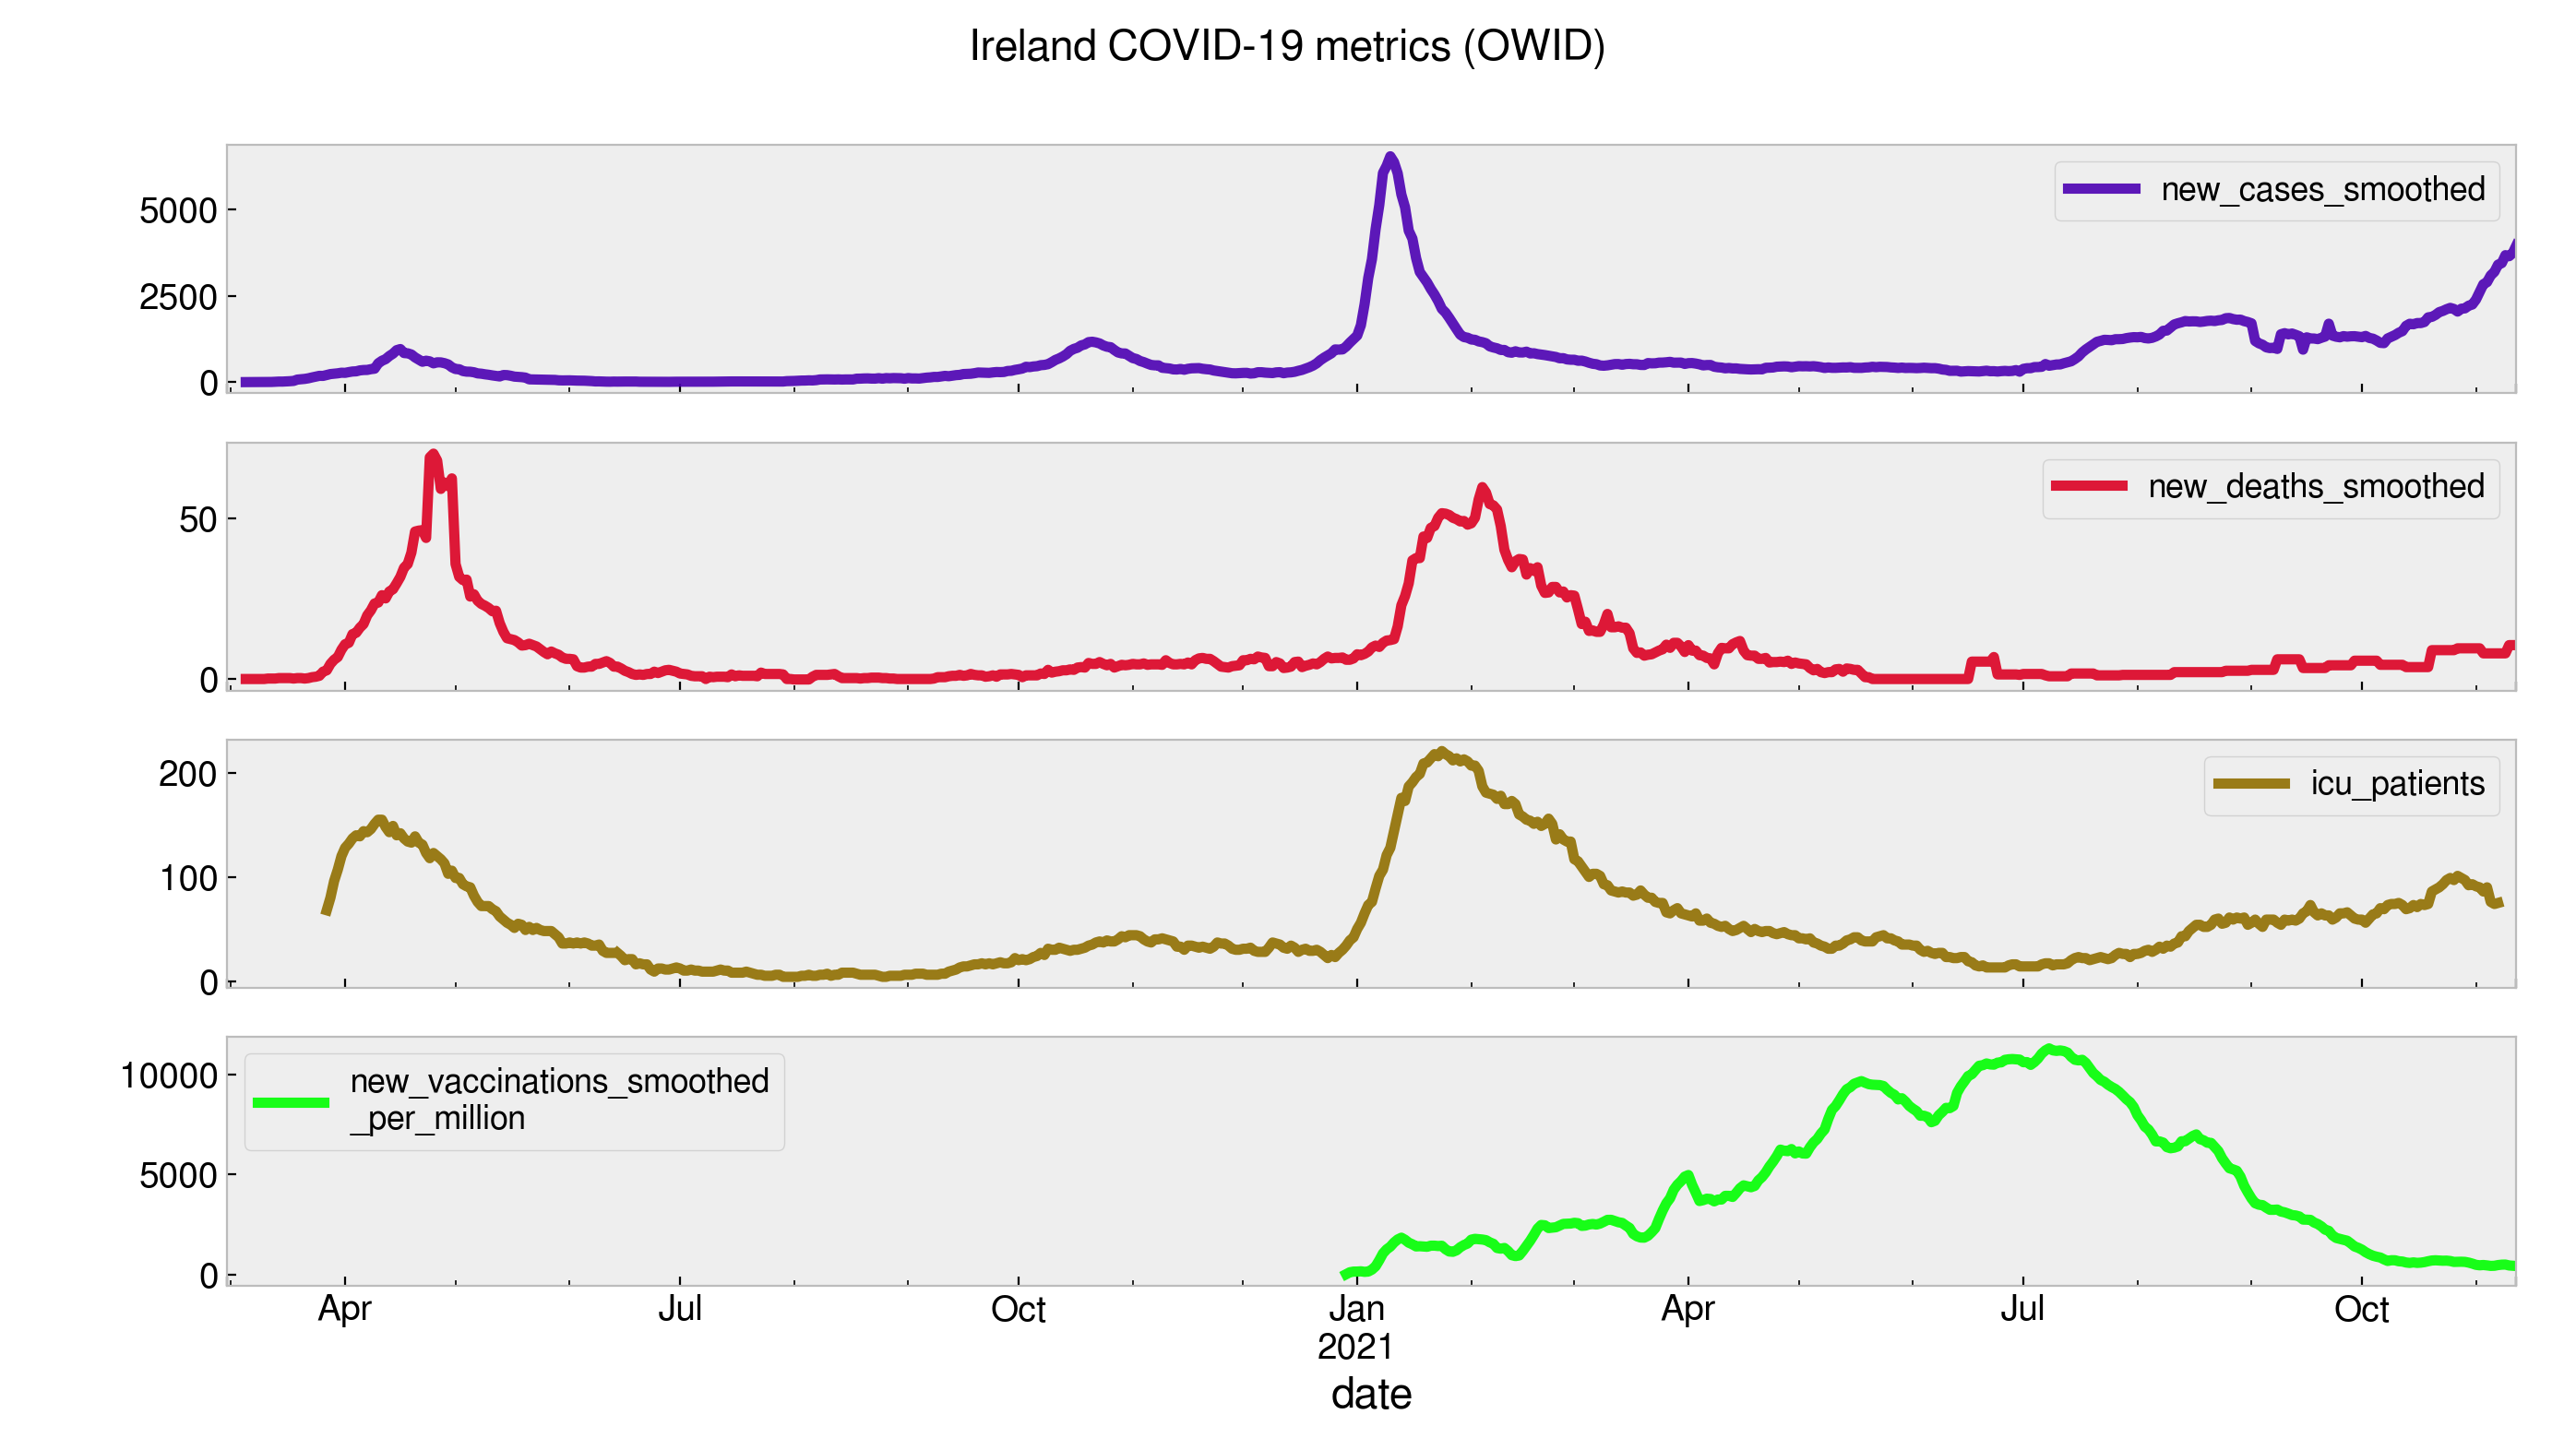 Ireland COVID-19 metrics (OWID)
5000
2500
0
new_cases_smoothed
50
0
new_deaths_smoothed
200
100
0
icu_patients
10000
5000
0
new_vaccinations_smoothed
_per_million
Apr Jul Oct Jan Apr Jul Oct
2021
date